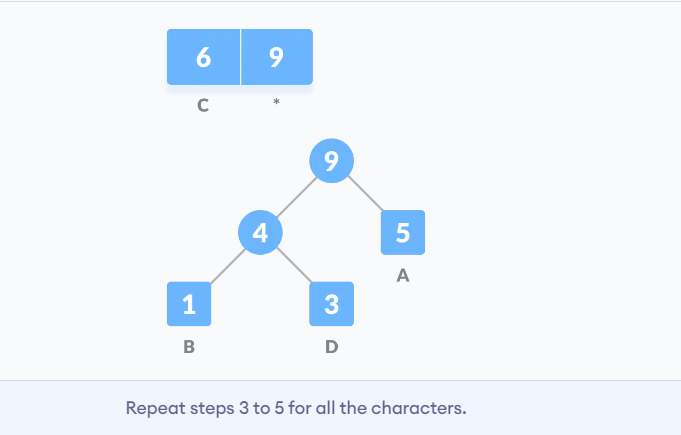 6 9
C *
9
4 5
A
1 3
B D
Repeat steps 3 to 5 for all the characters.